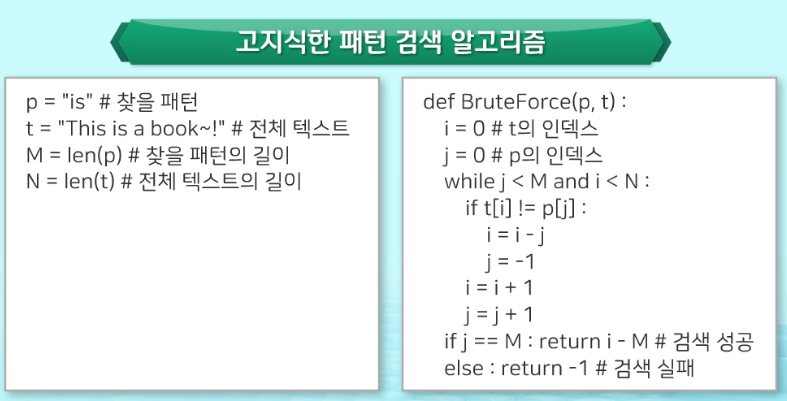 고지식한 패턴 검색 알고리즘
p = "is" # 찾을 패턴
t = "This is a book~!" # 전체 텍스트
M = len(p) # 찾을 패턴의 길이
N = len(t) # 전체 텍스트의 길이
def BruteForce(p, t) :
i = 0 # t의 인덱스
j = 0 # p의 인덱스
while j < M and i < N :
if t[i] != p[j] :
i = i - j
j = -1
i = i + 1
j = j + 1
if j == M : return i - M # 검색 성공
else : return -1 # 검색 실패